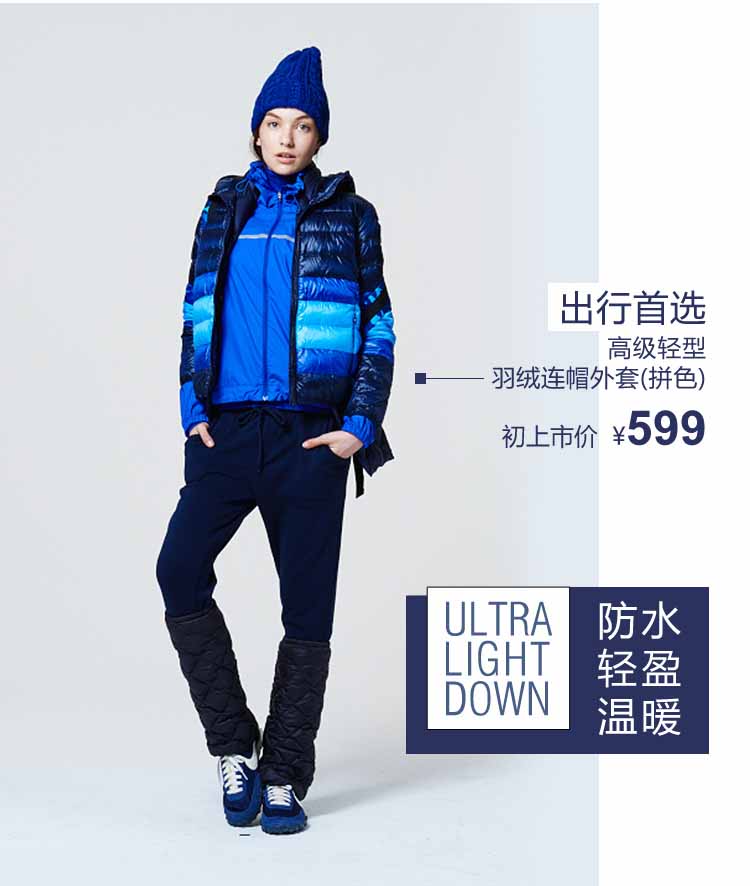 出行首选
高级轻型
羽绒连帽外套(拼色)
初上市价 ¥599
ULTRA
LIGHT
DOWN
防水
轻盈
温暖